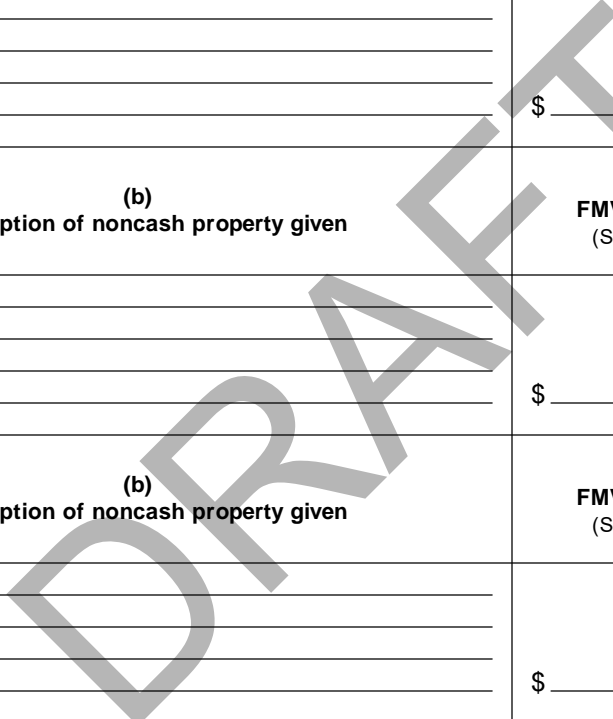 $
(b)
ption of noncash property given
FMV
(S
$
(b)
ption of noncash property given
FMV
(S
$
DRAFT